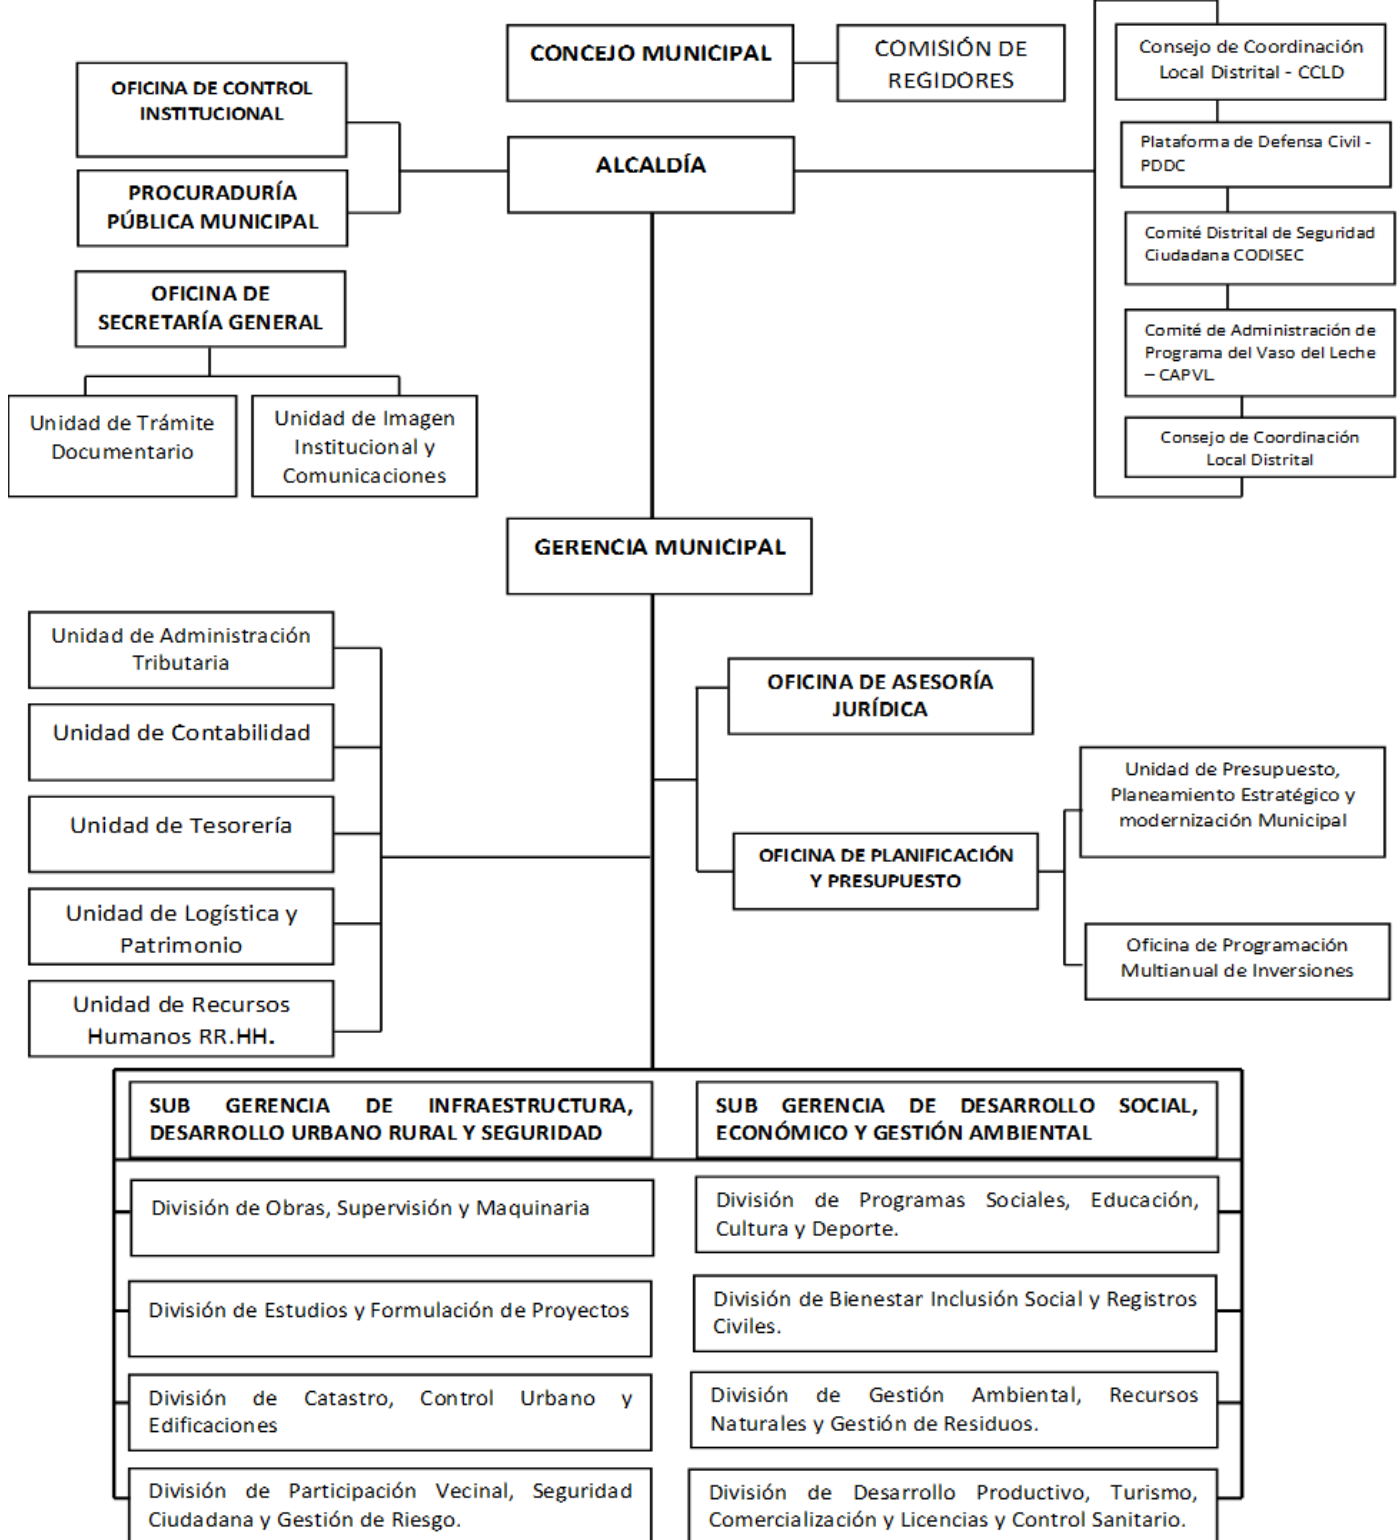 CONCEJO MUNICIPAL
COMISIÓN DE
REGIDORES
Consejo de Coordinación
Local Distrital - CCLD
OFICINA DE CONTROL
INSTITUCIONAL
ALCALDÍA
Plataforma de Defensa Civil -
PDDC
PROCURADURÍA
PÚBLICA MUNICIPAL
Comité Distrital de Seguridad
Ciudadana CODISEC
OFICINA DE
SECRETARÍA GENERAL
Comité de Administración de
Programa del Vaso del Leche
– CAPVL.
Unidad de Trámite
Documentario
Unidad de Imagen
Institucional y
Comunicaciones
Consejo de Coordinación
Local Distrital
GERENCIA MUNICIPAL
Unidad de Administración
Tributaria
Unidad de Contabilidad
Unidad de Tesorería
Unidad de Logística y
Patrimonio
Unidad de Recursos
Humanos RR.HH.
OFICINA DE ASESORÍA
JURÍDICA
OFICINA DE PLANIFICACIÓN
Y PRESUPUESTO
Unidad de Presupuesto,
Planeamiento Estratégico y
modernización Municipal
Oficina de Programación
Multianual de Inversiones
SUB GERENCIA DE INFRAESTRUCTURA,
DESARROLLO URBANO RURAL Y SEGURIDAD
División de Obras, Supervisión y Maquinaria
División de Estudios y Formulación de Proyectos
División de Catastro, Control Urbano y
Edificaciones
División de Participación Vecinal, Seguridad
Ciudadana y Gestión de Riesgo.
SUB GERENCIA DE DESARROLLO SOCIAL,
ECONÓMICO Y GESTIÓN AMBIENTAL
División de Programas Sociales, Educación,
Cultura y Deporte.
División de Bienestar Inclusión Social y Registros
Civiles.
División de Gestión Ambiental, Recursos
Naturales y Gestión de Residuos.
División de Desarrollo Productivo, Turismo,
Comercialización y Licencias y Control Sanitario.